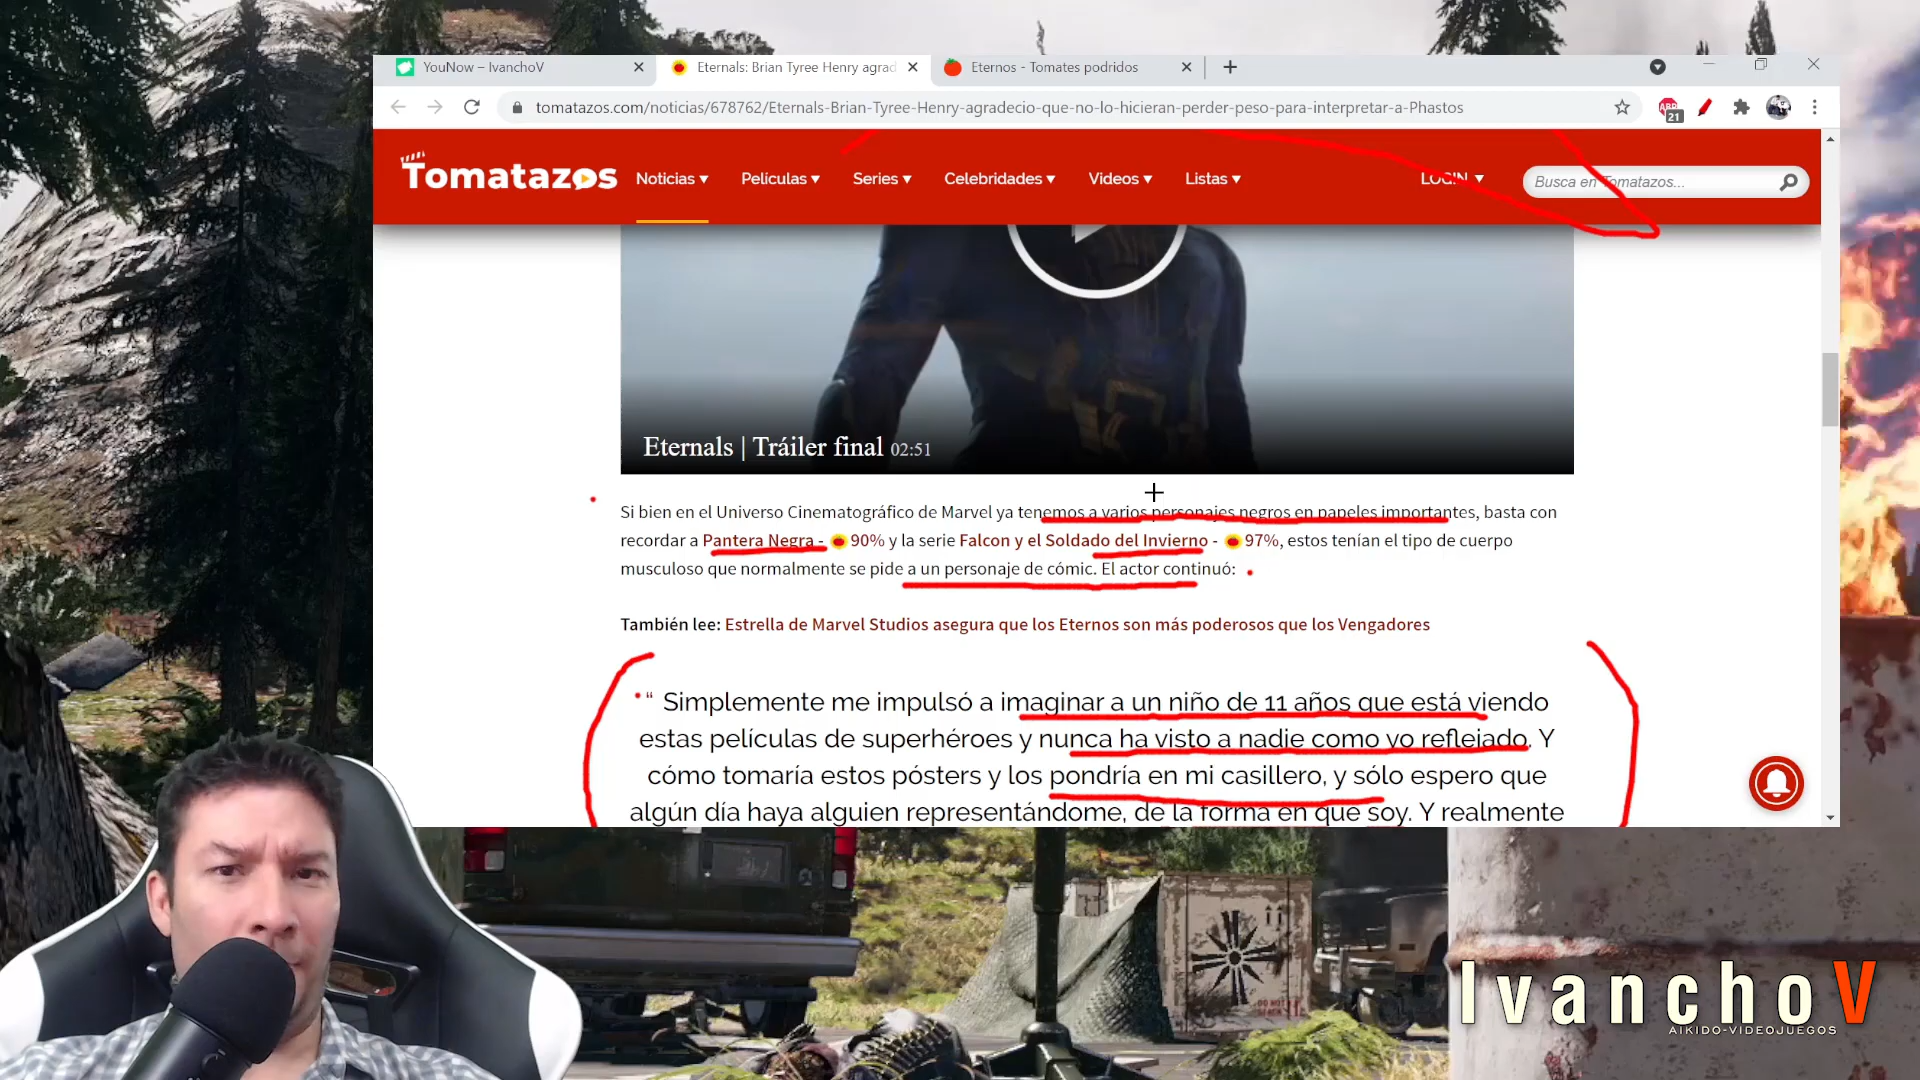 YouNow – IvanchoV
Eternals: Brian Tyree Henry agrad
Eternos - Tomates podridos
tomatazos.com/noticias/678762/Eternals-Brian-Tyree-Henry-agradecio-que-no-lo-hicieran-perder-peso-para-interpretar-a-Phastos
ABP
21
Tomatazos
Noticias
Películas
Series
Celebridades
Videos
Listas
LOGIN
Busca en Tomatazos...
Eternals | Tráiler final 02:51
Si bien en el Universo Cinematográfico de Marvel ya tenemos a varios personajes negros en papeles importantes, basta con
recordar a Pantera Negra - 90% y la serie Falcon y el Soldado del Invierno - 97%, estos tenían el tipo de cuerpo
musculoso que normalmente se pide a un personaje de cómic. El actor continuó:
También lee: Estrella de Marvel Studios asegura que los Eternos son más poderosos que los Vengadores
“ Simplemente me impulsó a imaginar a un niño de 11 años que está viendo
estas películas de superhéroes y nunca ha visto a nadie como yo reflejado. Y
cómo tomaría estos pósters y los pondría en mi casillero, y sólo espero que
algún día haya alguien representándome, de la forma en que soy. Y realmente
IvanchoV
AIKIDO-VIDEOJUEGOS